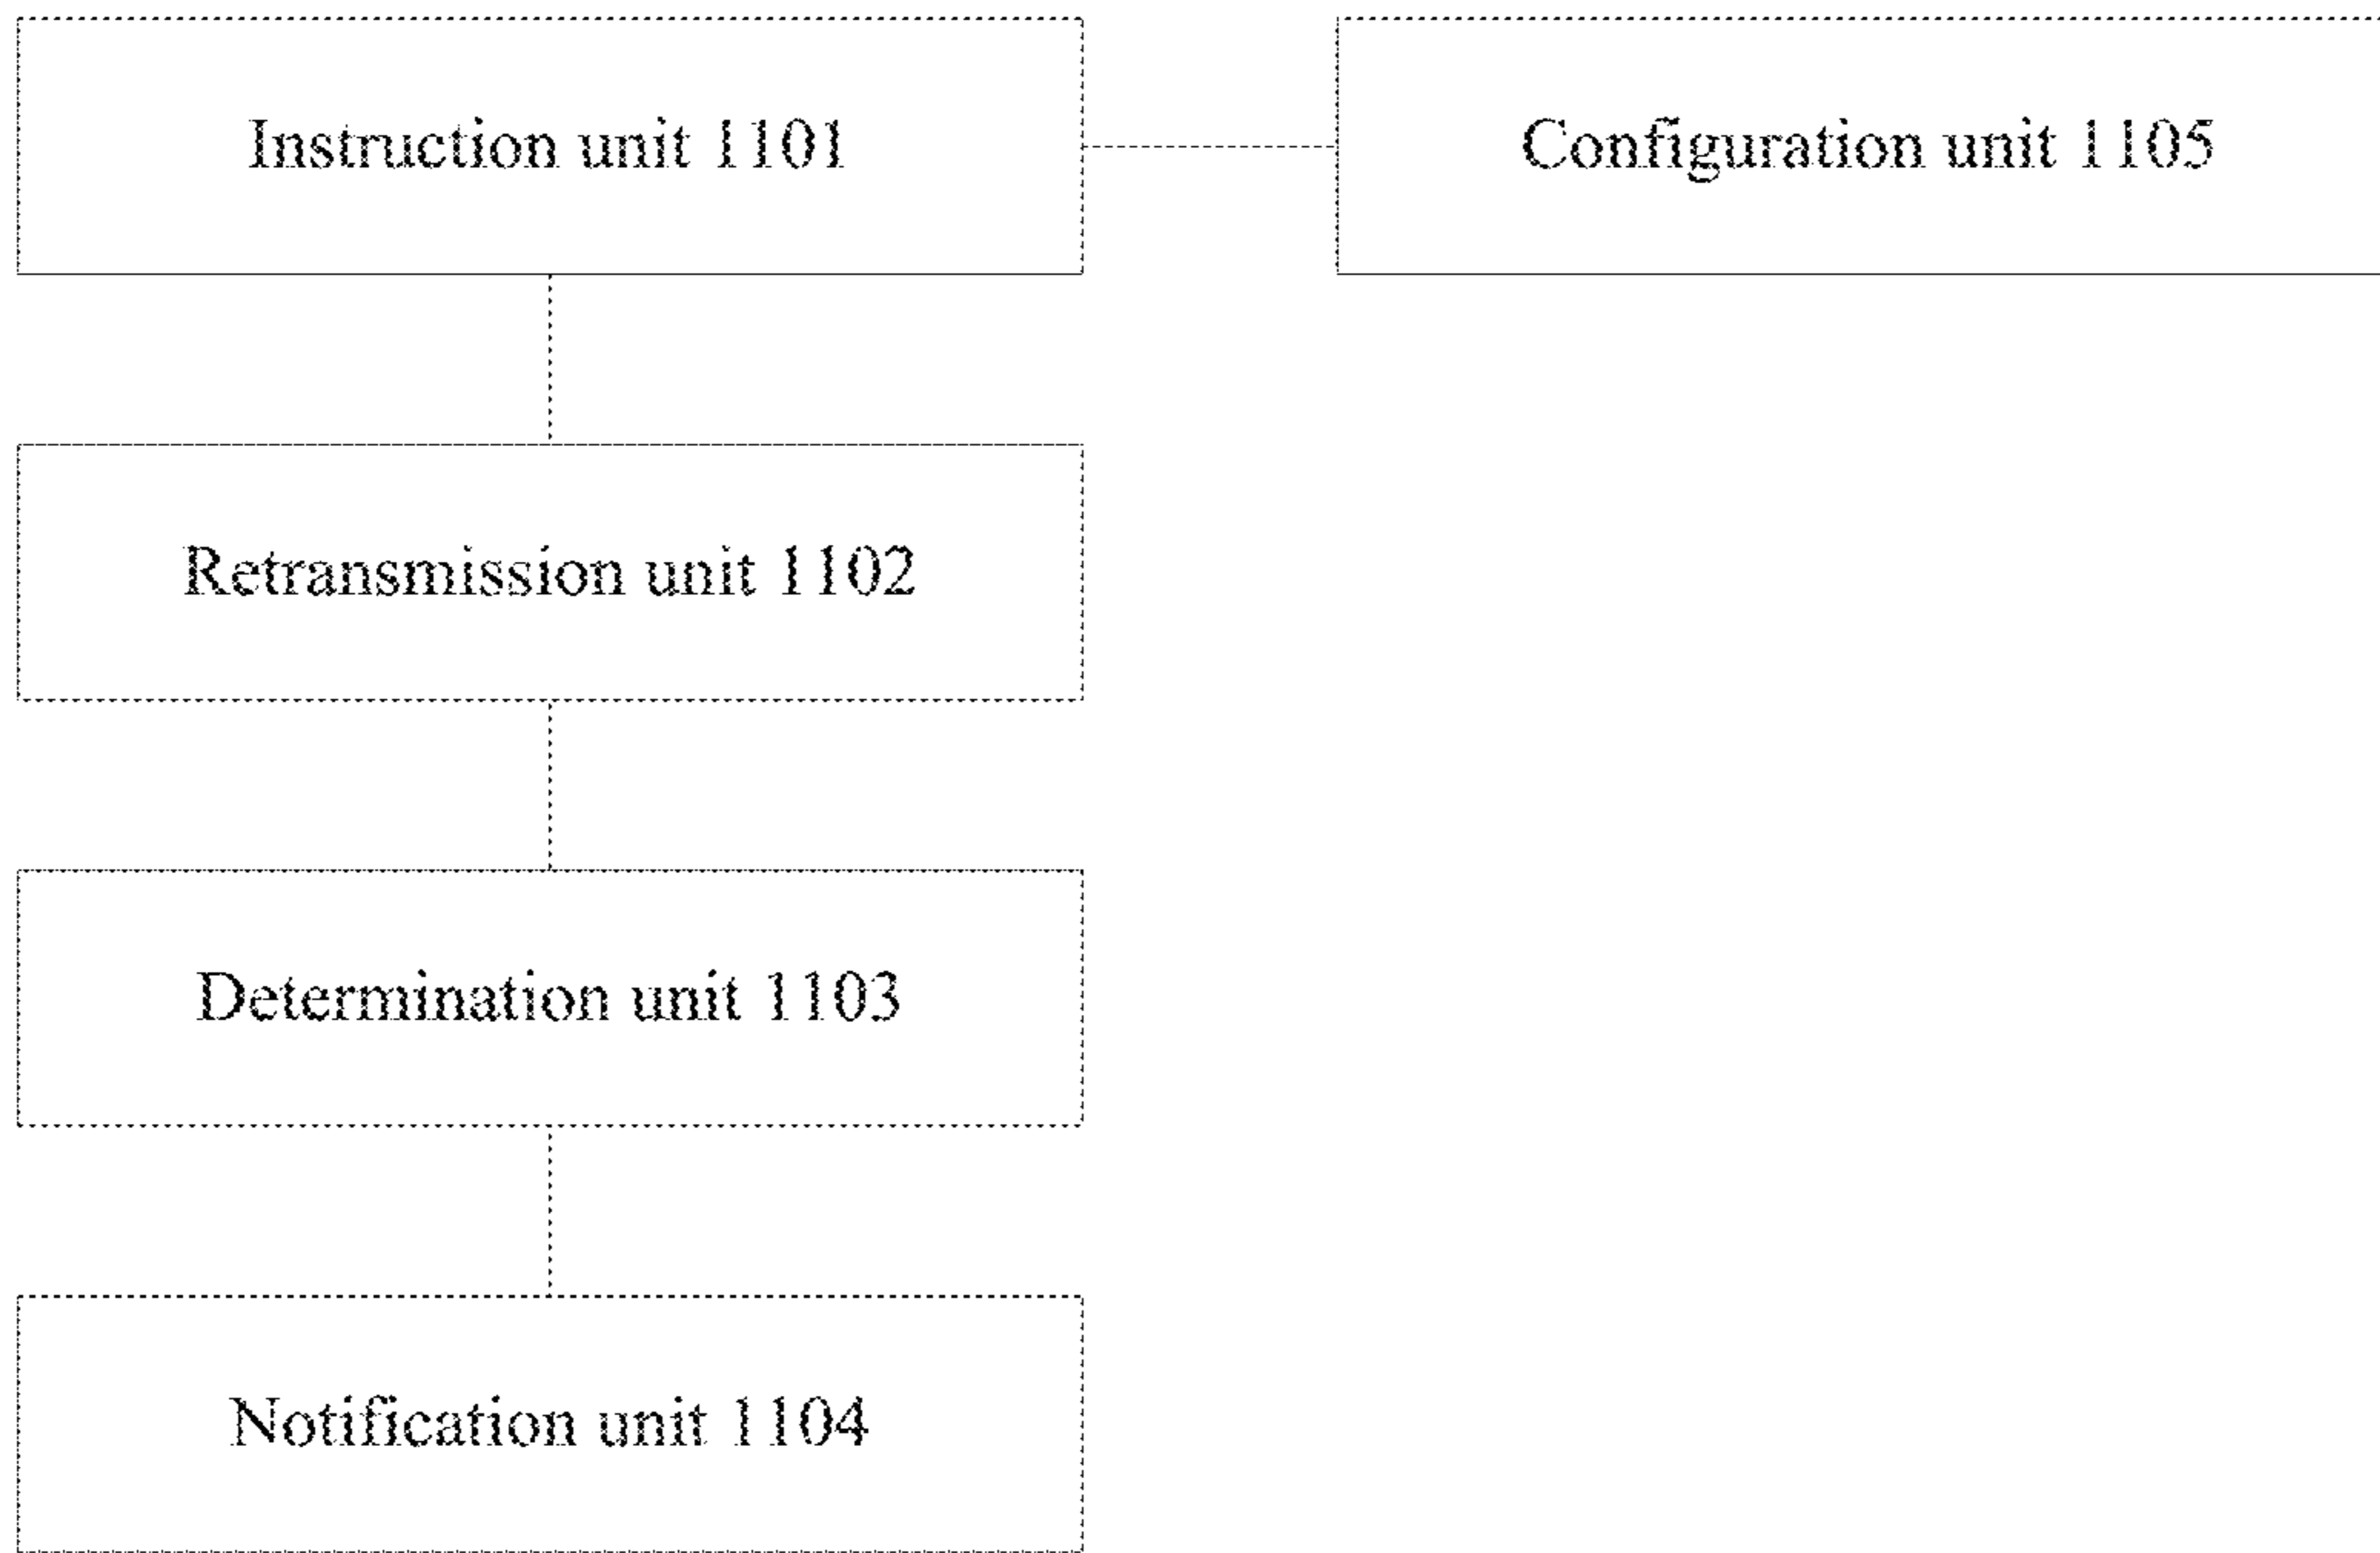 Instruction unit 1101
Configuration unit 1105
Retransmission unit 1102
Determination unit 1103
Notification unit 1104